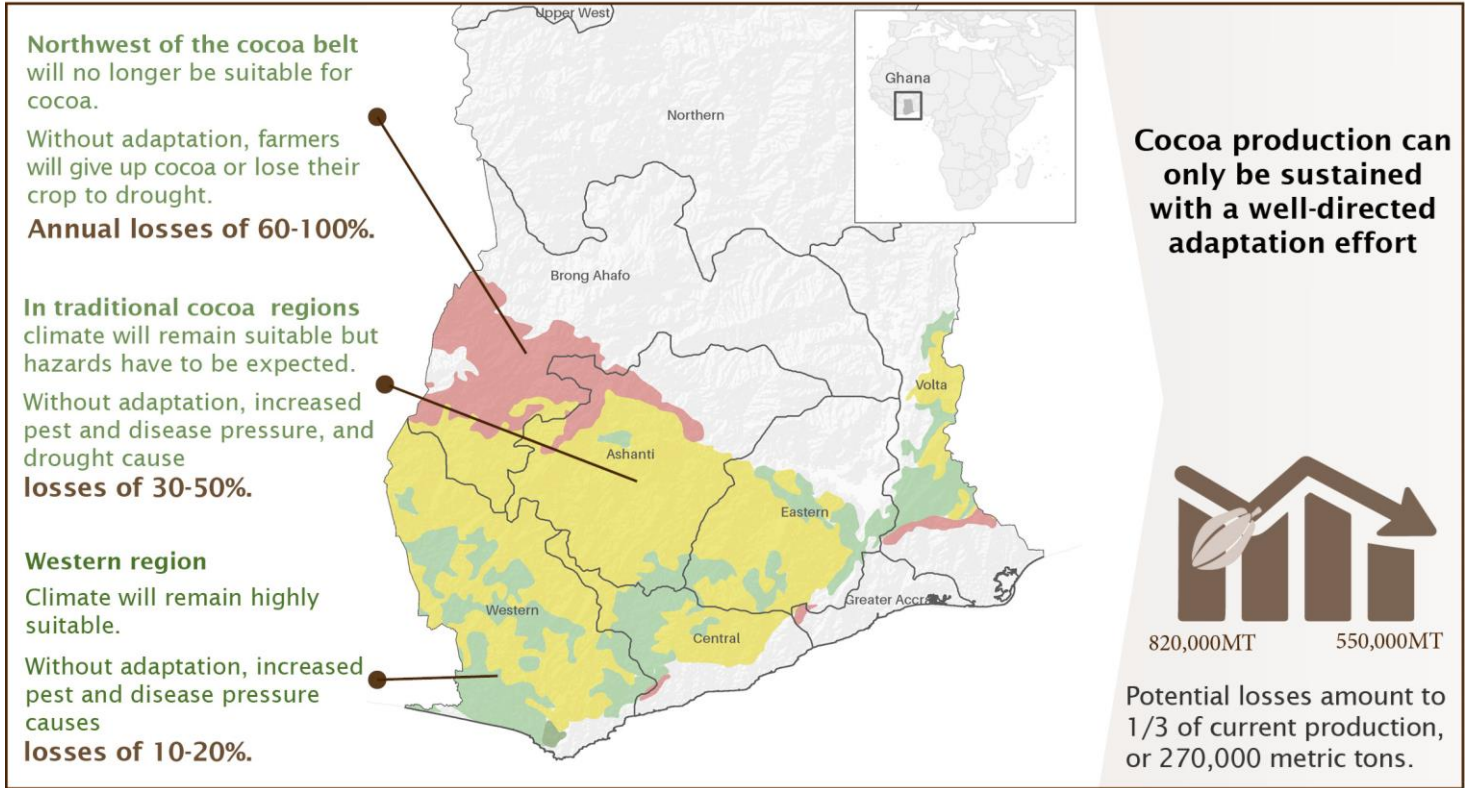 Northwest of the cocoa belt
will no longer be suitable for
cocoa.
Without adaptation, farmers
will give up cocoa or lose their
crop to drought.
Annual losses of 60-100%.
In traditional cocoa regions
climate will remain suitable but
hazards have to be expected.
Without adaptation, increased
pest and disease pressure, and
drought cause
losses of 30-50%.
Western region
Climate will remain highly
suitable.
Without adaptation, increased
pest and disease pressure
causes
losses of 10-20%.
Upper West
Northern
Brong Ahafo
Volta
Ashanti
Eastern
Greater Accra
Western
Central
Ghana
Cocoa production can
only be sustained
with a well-directed
adaptation effort
820,000MT
550,000MT
Potential losses amount to
1/3 of current production,
or 270,000 metric tons.